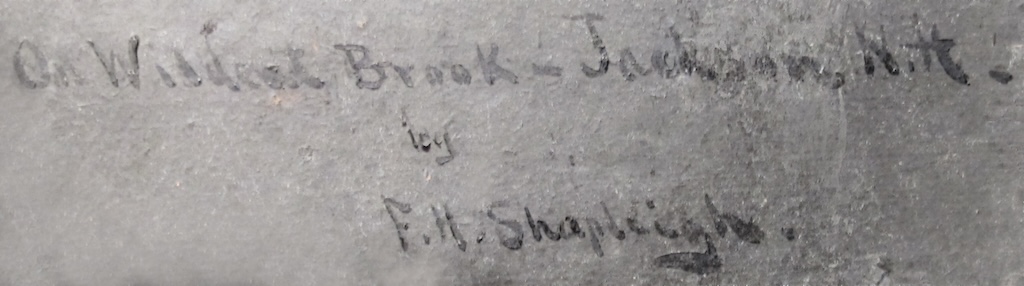 On Wildcat Brook - Jackson, N.H.
by
F.H. Shapleigh.